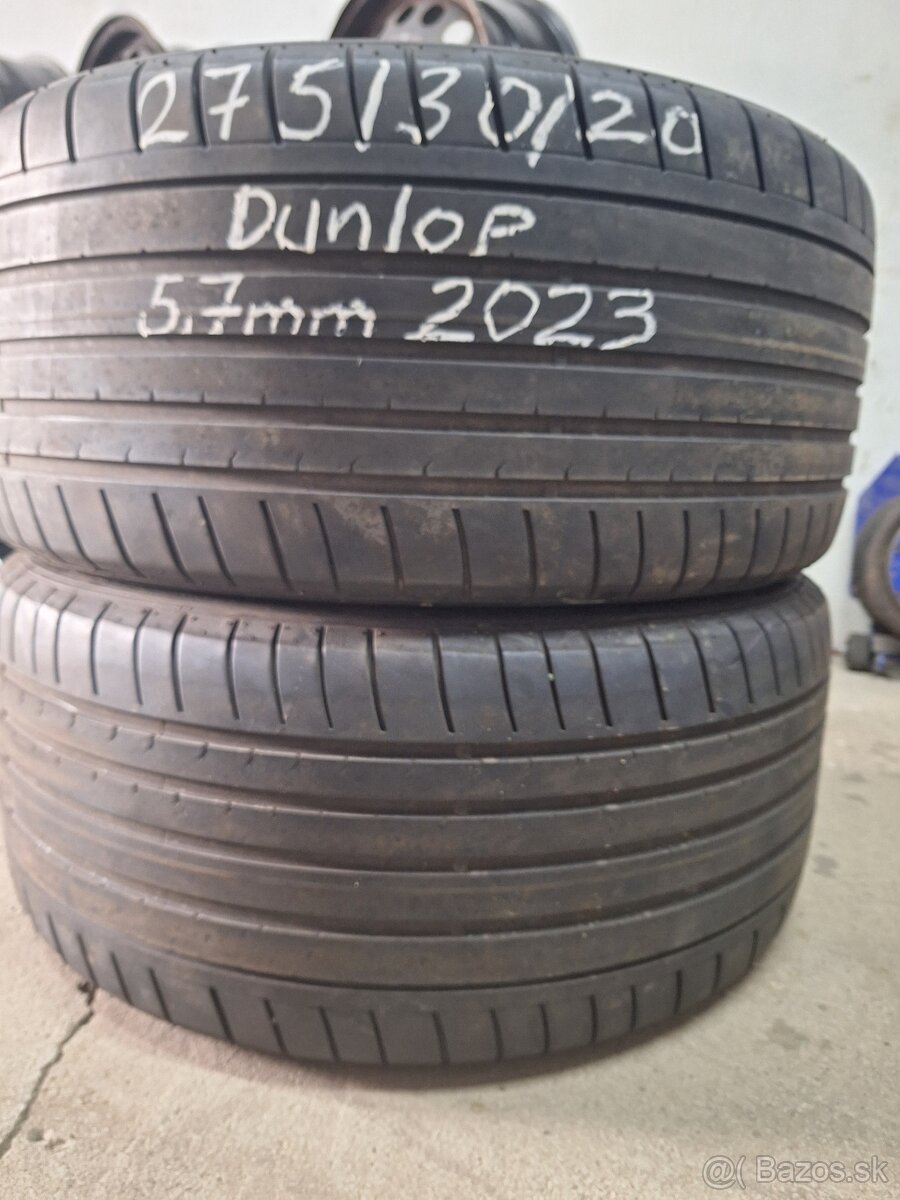 275/30/20
Dunlop
5,7mm 2023
@( Bazos.sk